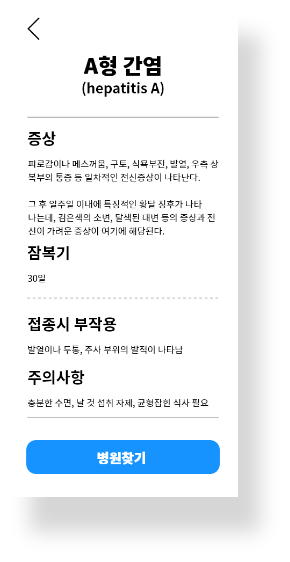 A형 간염
(hepatitis A)
증상
피로감이나 메스꺼움, 구토, 식욕부진, 발열, 우측 상
복부의 통증 등 일차적인 전신증상이 나타난다.
그 후 일주일 이내에 특징적인 황달 징후가 나타
나는데, 검은색의 소변, 탈색된 대변 등의 증상과 전
신이 가려운 증상이 여기에 해당된다.
잠복기
30일
접종시 부작용
발열이나 두통, 주사 부위의 발적이 나타남
주의사항
충분한 수면, 날 것 섭취 자제, 균형잡힌 식사 필요
병원찾기